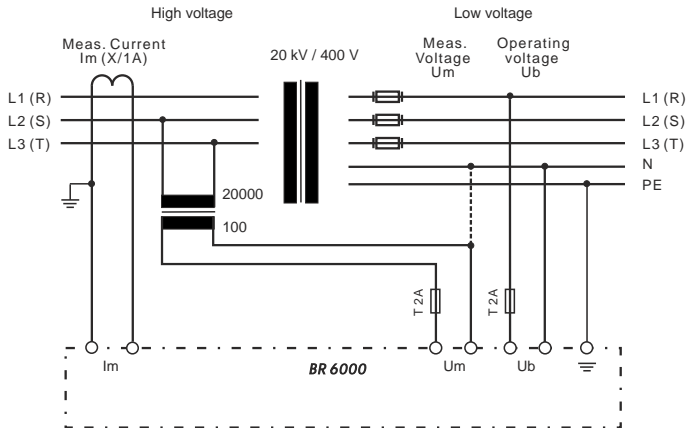 High voltage
Low voltage
Meas. Current
Im (X/1A)
20 kV / 400 V
Meas.
Voltage
Um
Operating
voltage
Ub
L1 (R)
L1 (R)
L2 (S)
L2 (S)
L3 (T)
L3 (T)
N
PE
20000
100
T 2A
T 2A
Im
BR 6000
Um
Ub